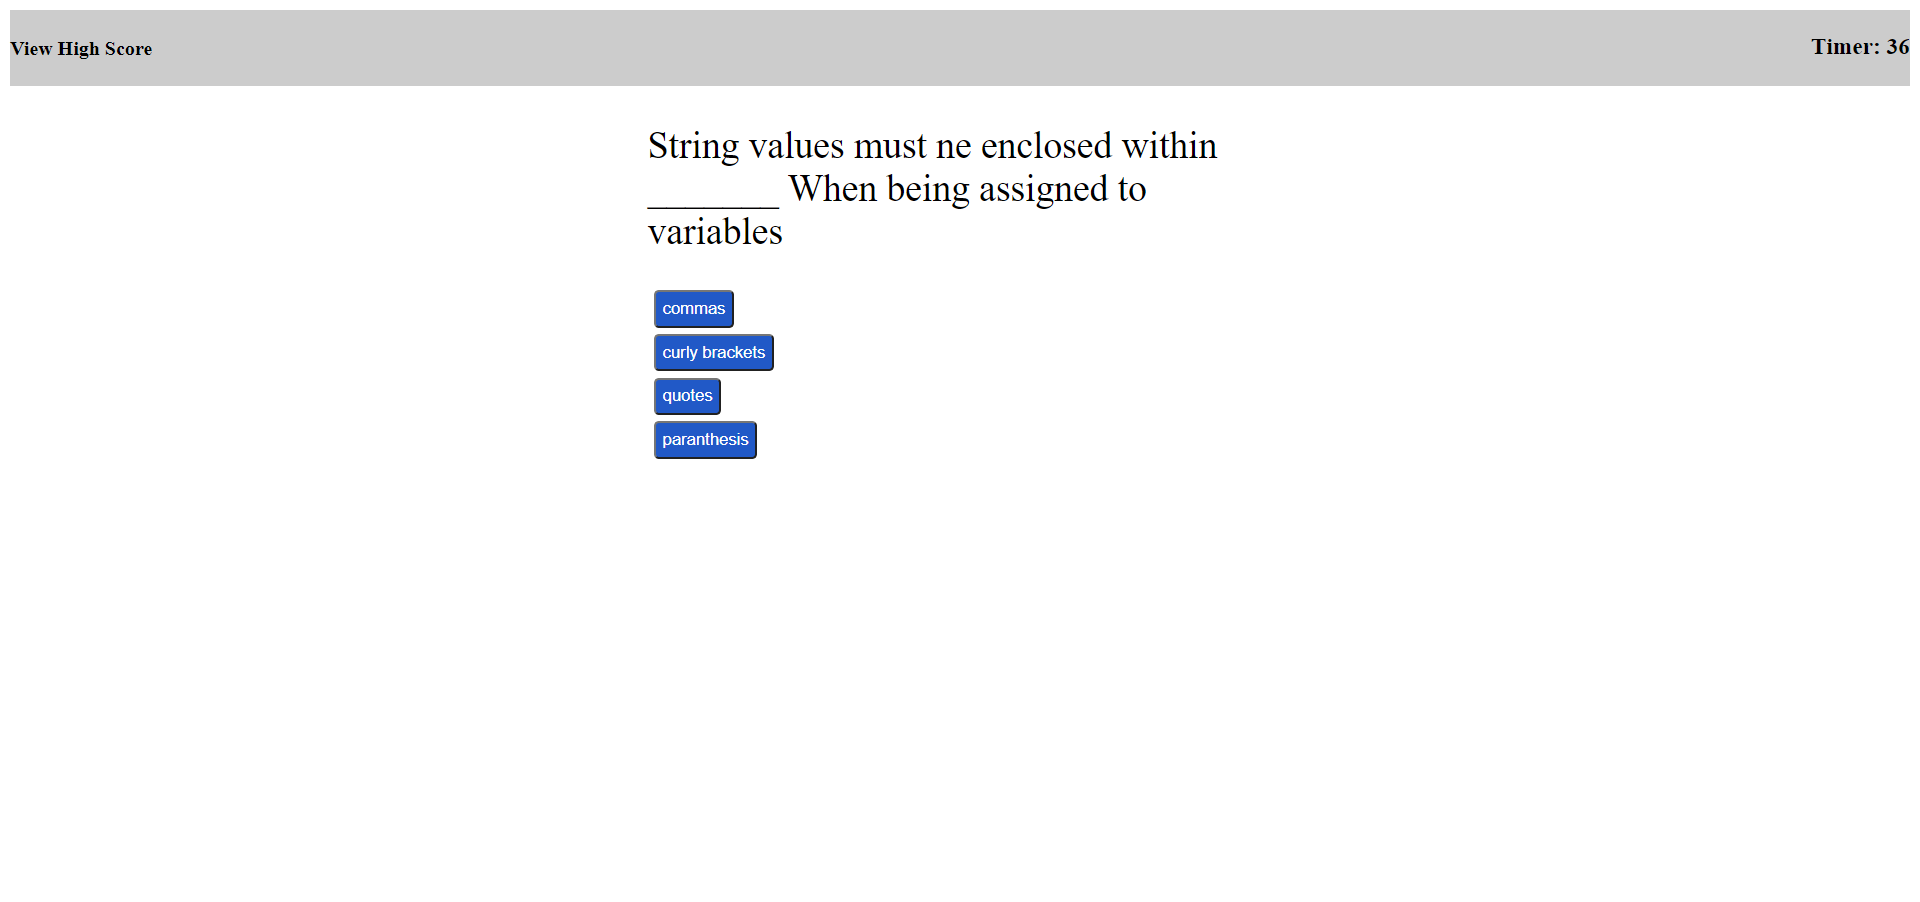 View High Score
Timer: 36
String values must ne enclosed within
_______ When being assigned to
variables
commas
curly brackets
quotes
paranthesis